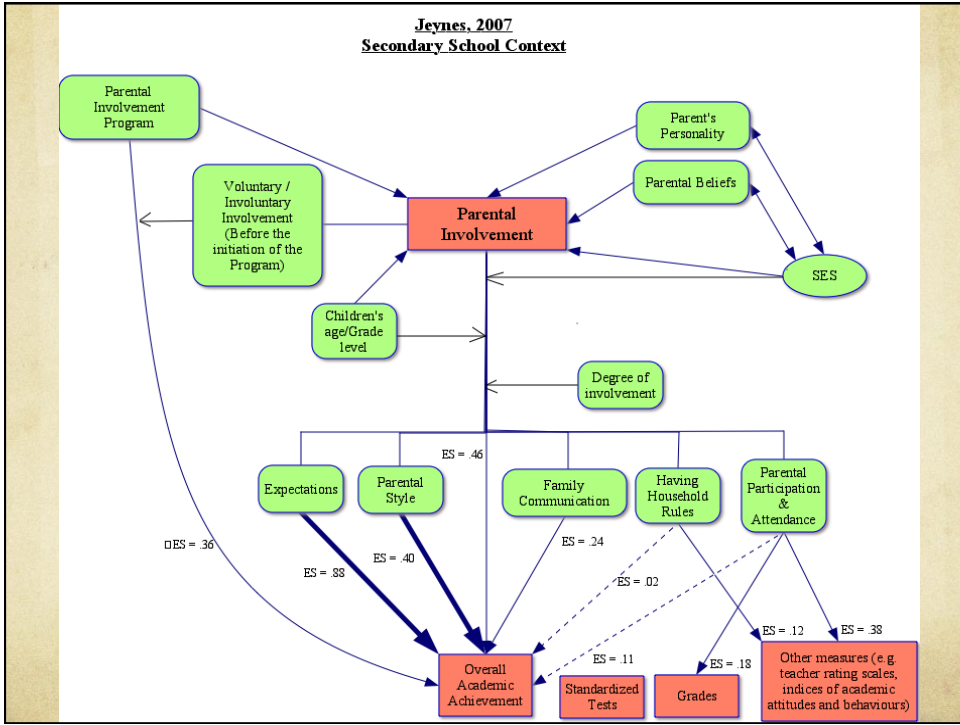 Jeynes, 2007
Secondary School Context
Parental
Involvement
Program
Parent's
Personality
Voluntary /
Involuntary
Involvement
(Before the
initiation of the
Program)
Parental Beliefs
Parental
Involvement
SES
Children's
age/Grade
level
Degree of
involvement
ES = .46
Expectations
Parental
Style
Family
Communication
Having
Household
Rules
Parental
Participation
&
Attendance
ES = .36
ES = .88
ES = .40
ES = .24
ES = .02
ES = .12
ES = .38
ES = .11
ES = .18
Overall
Academic
Achievement
Standardized
Tests
Grades
Other measures (e.g.
teacher rating scales,
indices of academic
attitudes and behaviours)